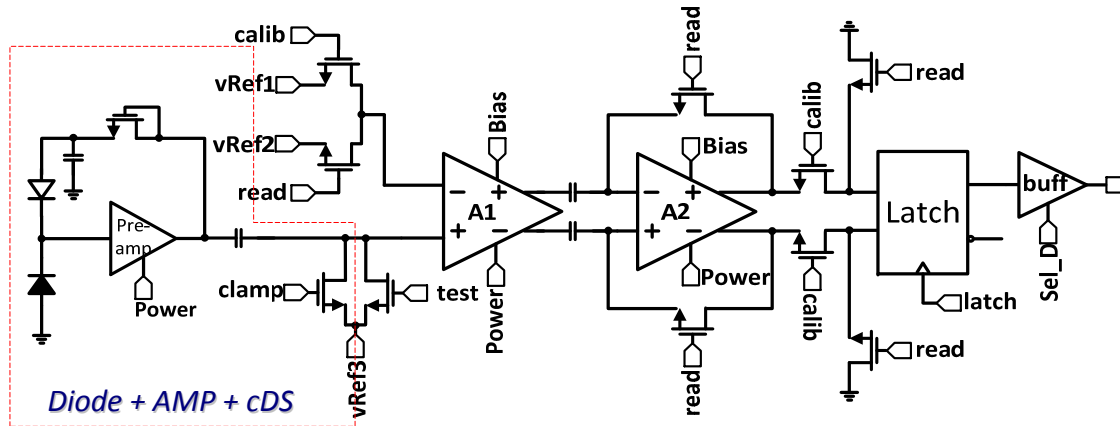 calib
vRef1
vRef2
read
Pre-
amp
Power
clamp
test
vRef3
Diode + AMP + cDS
Bias
−
+
A1
+
−
Power
read
Bias
−
+
A2
+
−
Power
read
calib
calib
read
Latch
latch
read
buff
Sel_D